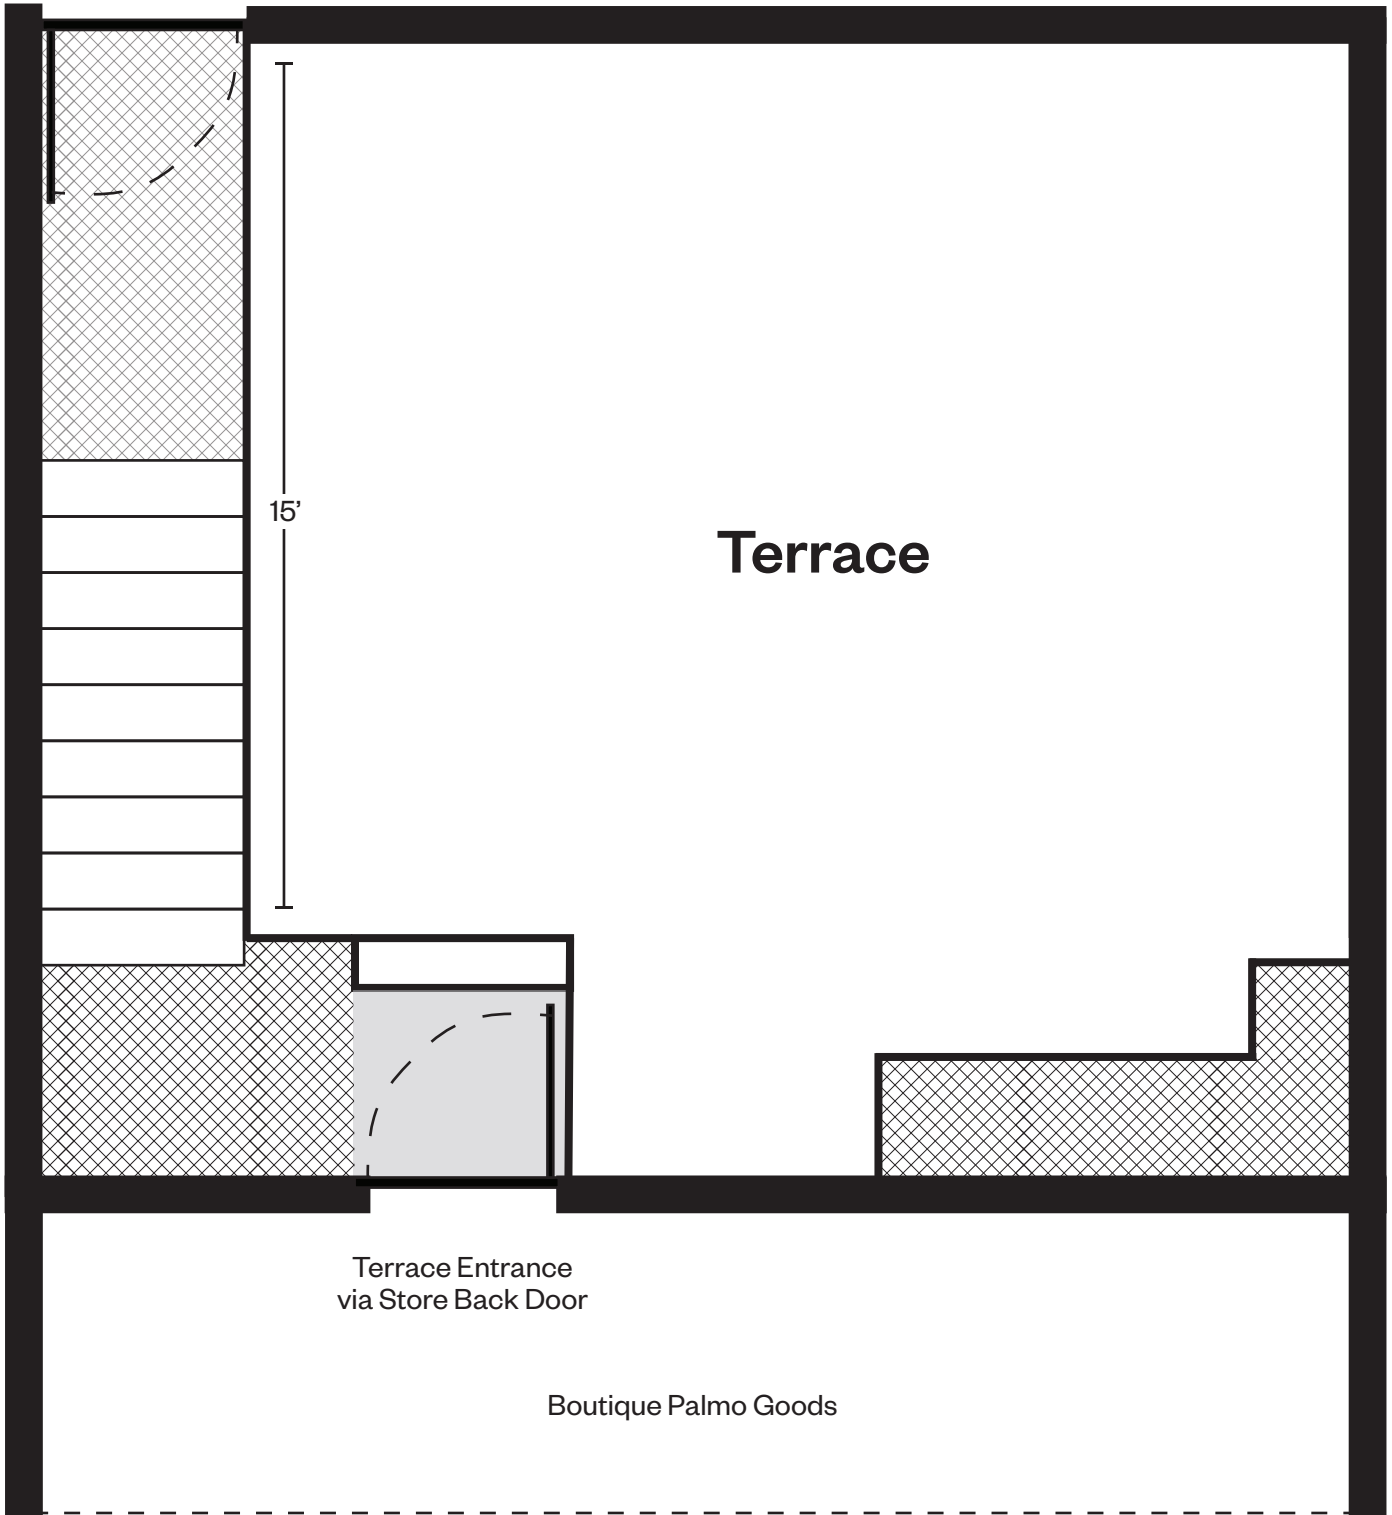 15’
Terrace
Terrace Entrance
via Store Back Door
Boutique Palmo Goods